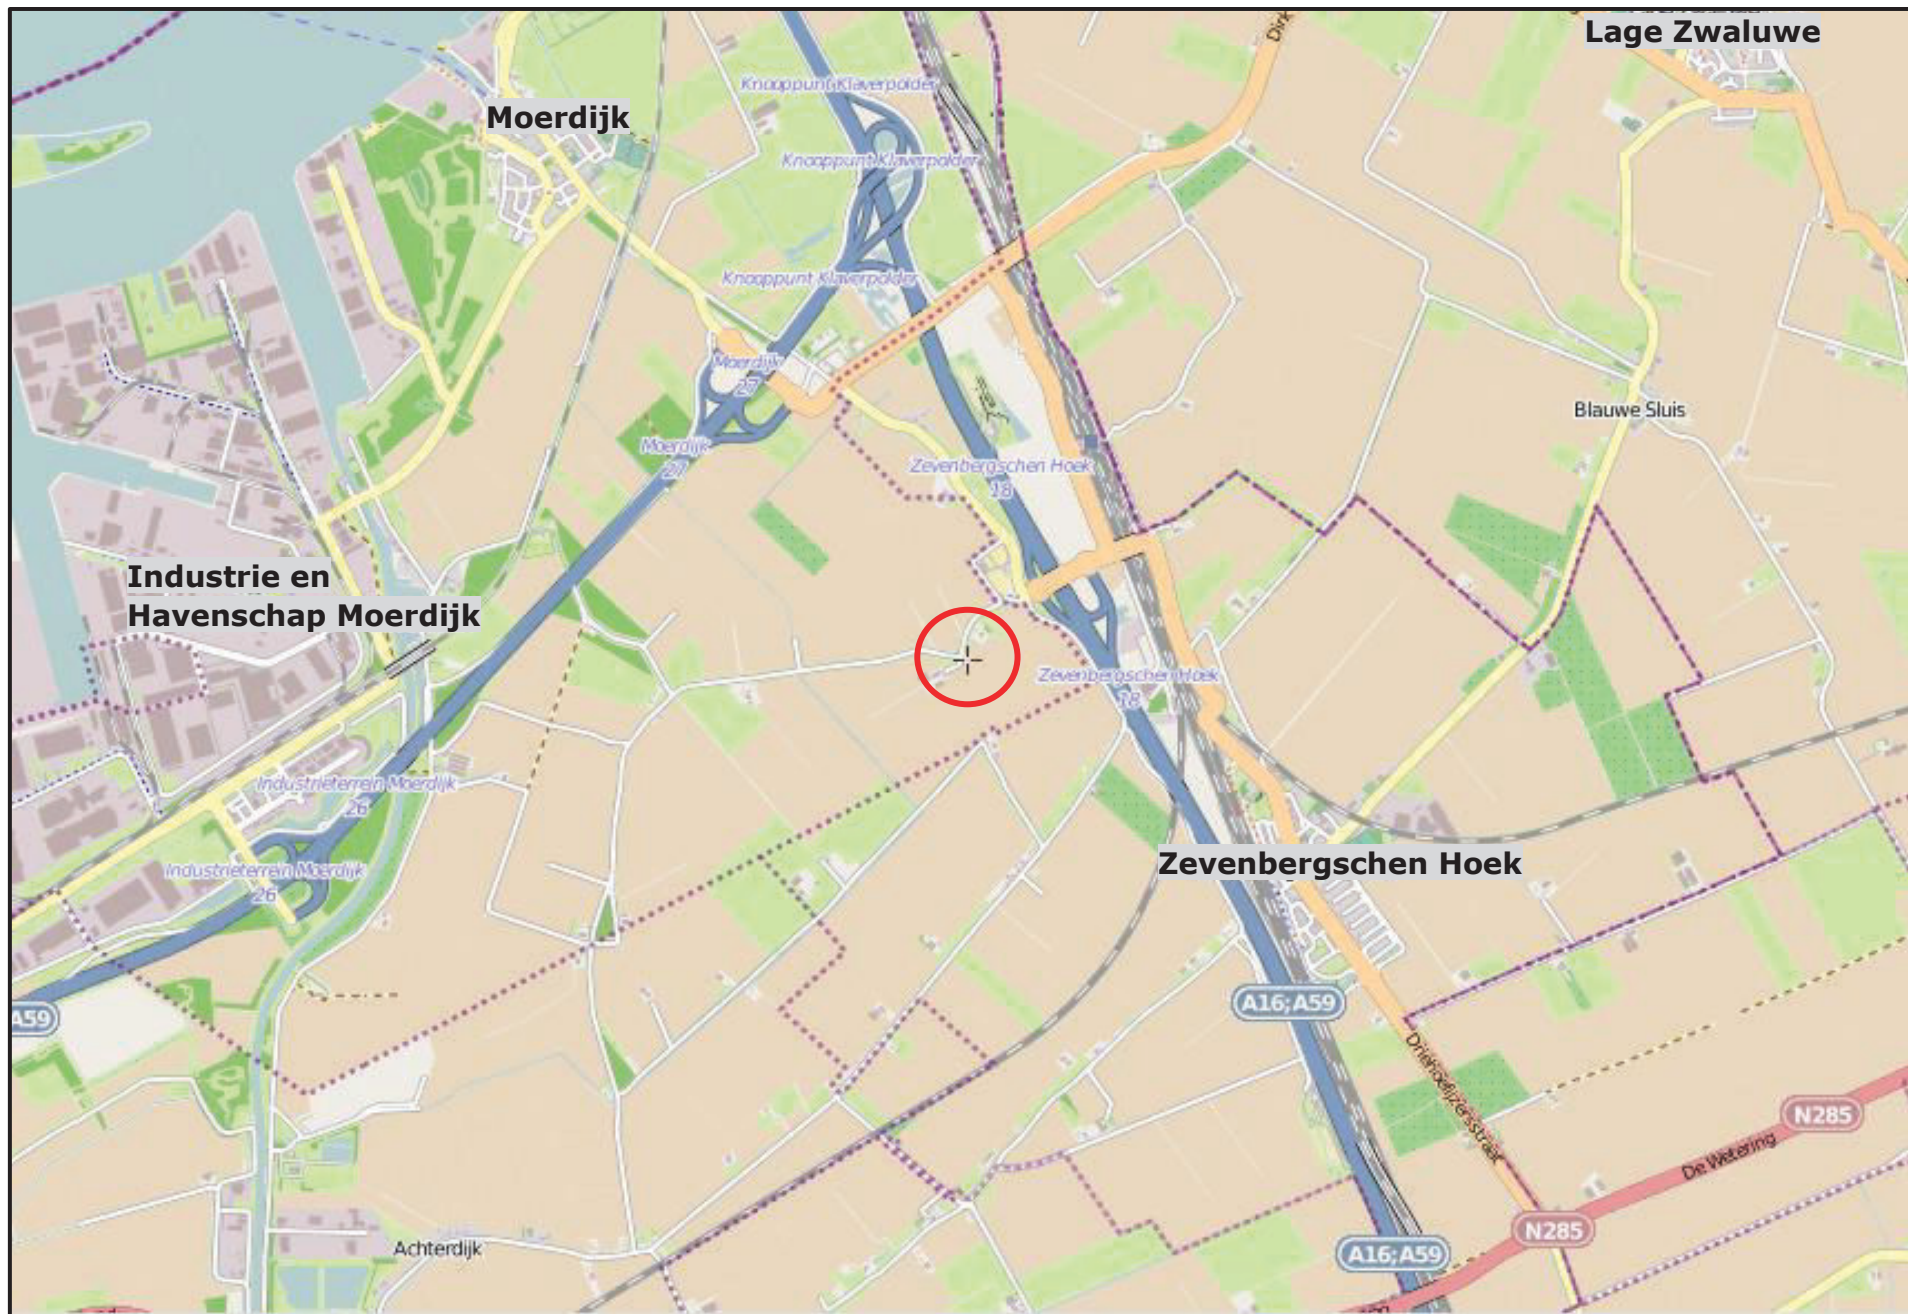 Lage Zwaluwe
Dirk
Knooppunt Klaverpolder
Moerdijk
Knooppunt Klaverpolder
Knooppunt Klaverpolder
Moerdijk
27
Blauwe Sluis
Moerdijk
27
Zevenbergschen Hoek
18
Industrie en
Havenschap Moerdijk
Zevenbergschen Hoek
18
Industrieterrein Moerdijk
26
Industrieterrein Moerdijk
26
Zevenbergschen Hoek
A16;A59
A59
Driehoefijzersstraat
N285
De Wetering
N285
Achterdijk
A16;A59